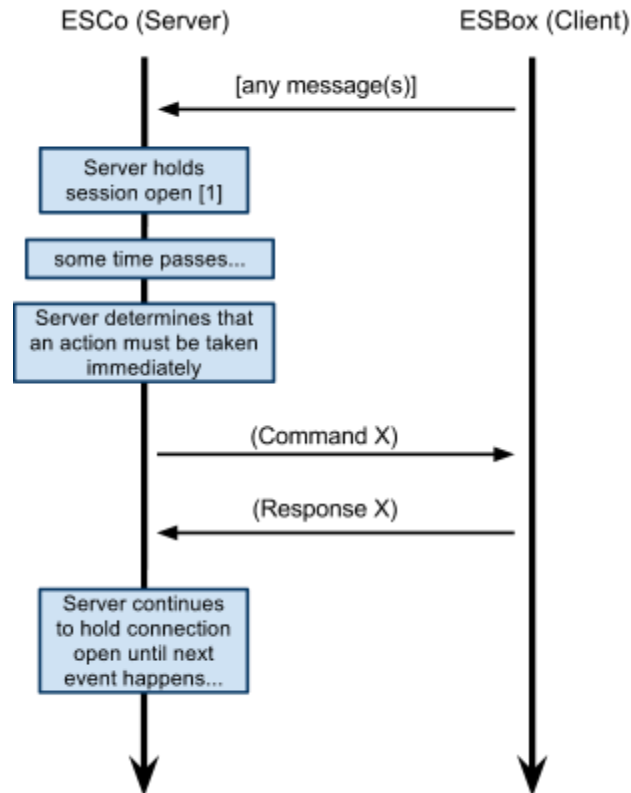 ESCo (Server)
ESBox (Client)
[any message(s)]
Server holds
session open [1]
some time passes...
Server determines that
an action must be taken
immediately
(Command X)
(Response X)
Server continues
to hold connection
open until next
event happens...